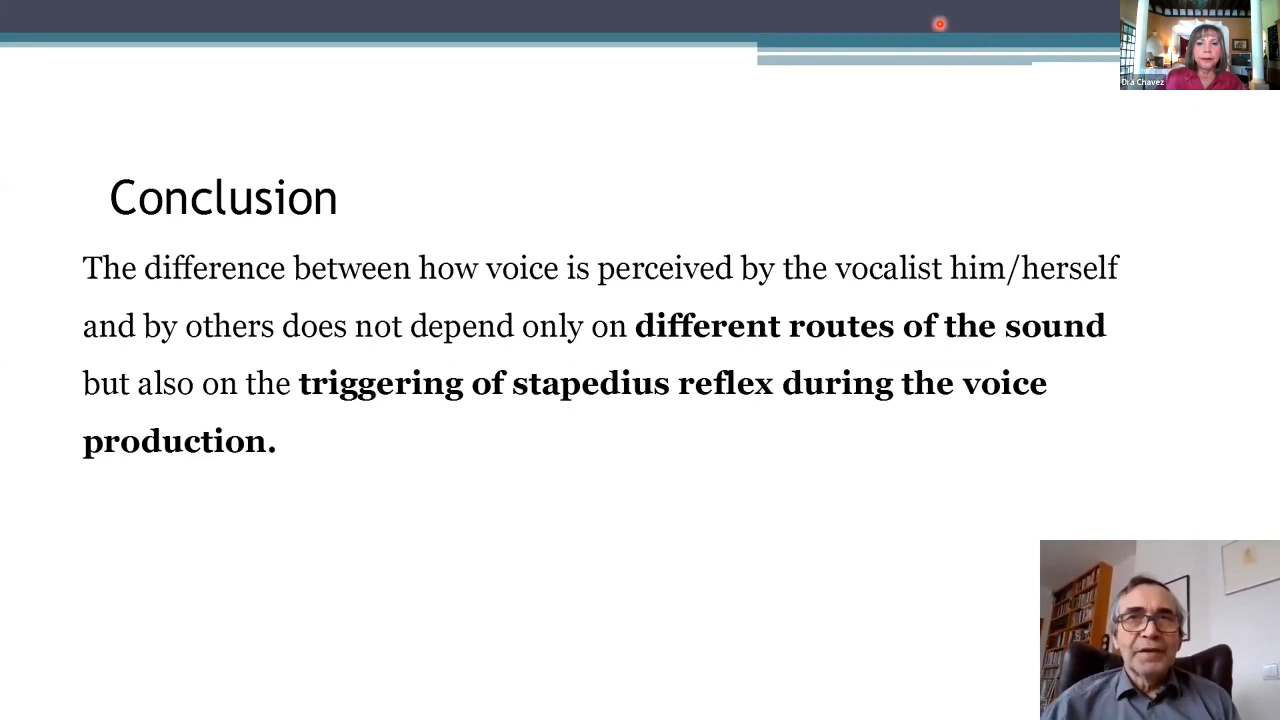 Dra Chavez
Conclusion
The difference between how voice is perceived by the vocalist him/herself
and by others does not depend only on different routes of the sound
but also on the triggering of stapedius reflex during the voice
production.